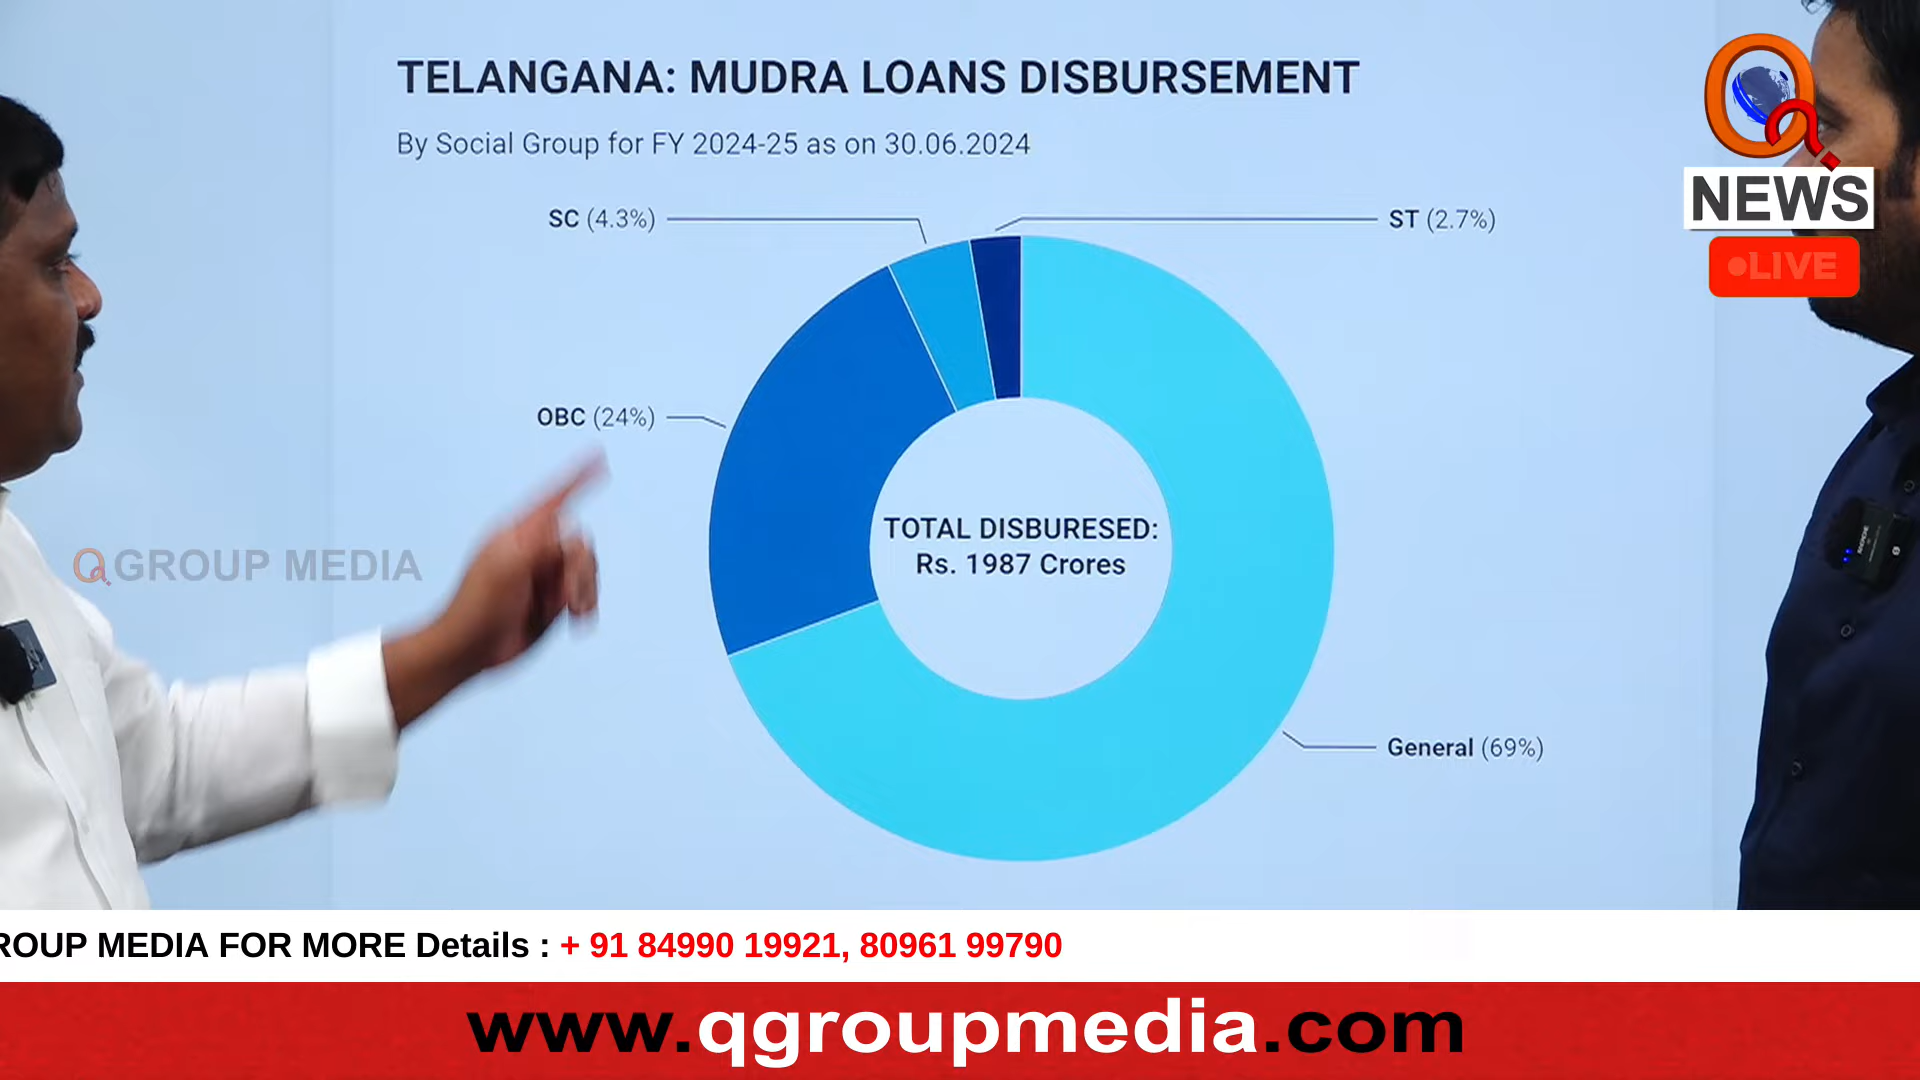 TELANGANA: MUDRA LOANS DISBURSEMENT
By Social Group for FY 2024-25 as on 30.06.2024
SC (4.3%)
ST (2.7%)
NEWS
LIVE
OBC (24%)
TOTAL DISBURESED:
Rs. 1987 Crores
QGROUP MEDIA
General (69%)
ROUP MEDIA FOR MORE Details : + 91 84990 19921, 80961 99790
www.qgroupmedia.com